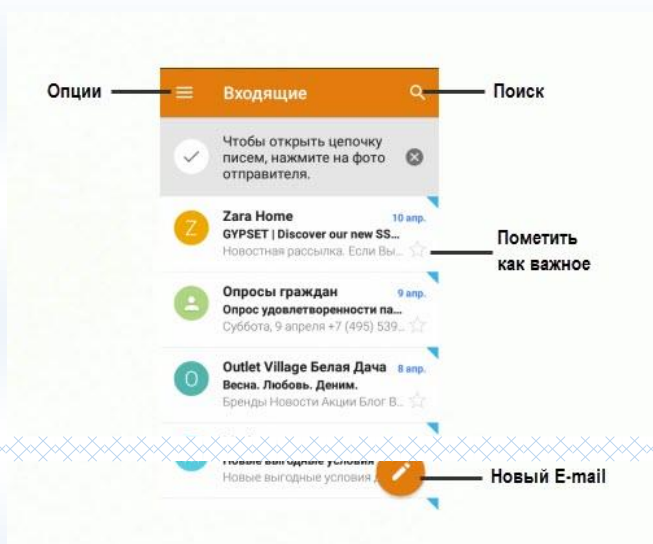 Опции
Входящие
Поиск
Чтобы открыть цепочку
писем, нажмите на фото
отправителя.
Z
Zara Home 10 апр.
GYPSET | Discover our new SS...
Новостная рассылка. Если Вы...
Пометить
как важное
Опросы граждан 9 апр.
Опрос удовлетворенности па...
Суббота, 9 апреля +7 (495) 539...
O
Outlet Village Белая Дача 8 апр.
Весна. Любовь. Деним.
Бренды Новости Акции Блог В...
Новые выгодные условия
Новые выгодные условия
Новый E-mail